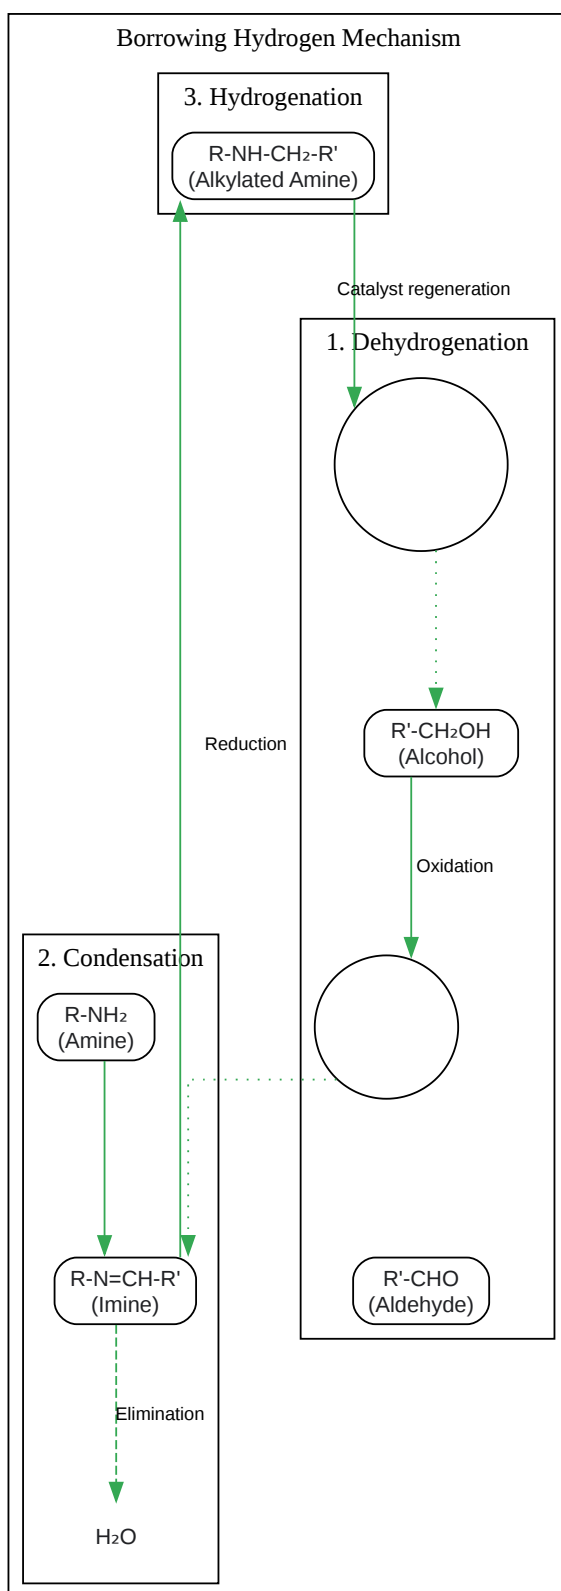 Borrowing Hydrogen Mechanism
3. Hydrogenation
R-NH-CH₂-R'
(Alkylated Amine)
Catalyst regeneration
1. Dehydrogenation
R'-CH₂OH
(Alcohol)
Reduction
Oxidation
2. Condensation
R-NH₂
(Amine)
R-N=CH-R'
(Imine)
R'-CHO
(Aldehyde)
Elimination
H₂O